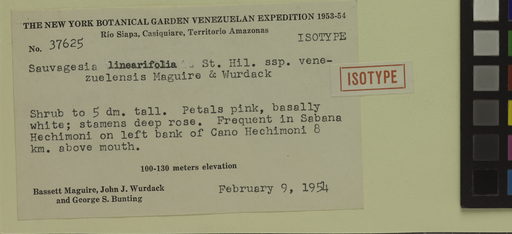 THE NEW YORK BOTANICAL GARDEN VENEZUELAN EXPEDITION 1953-54
Rio Siapa, Casiquiare, Territorio Amazonas
No. 37625 ISOTYPE
Sauvagesia linearifolia St. Hil. ssp. vene-
zuelensis Maguire & Wurdack
ISOTYPE
Shrub to 5 dm. tall. Petals pink, basally
white; stamens deep rose. Frequent in Sabana
Hechimoni on left bank of Cano Hechimoni 8
km. above mouth.
100-130 meters elevation
Bassett Maguire, John J. Wurdack
and George S. Bunting
February 9, 1954